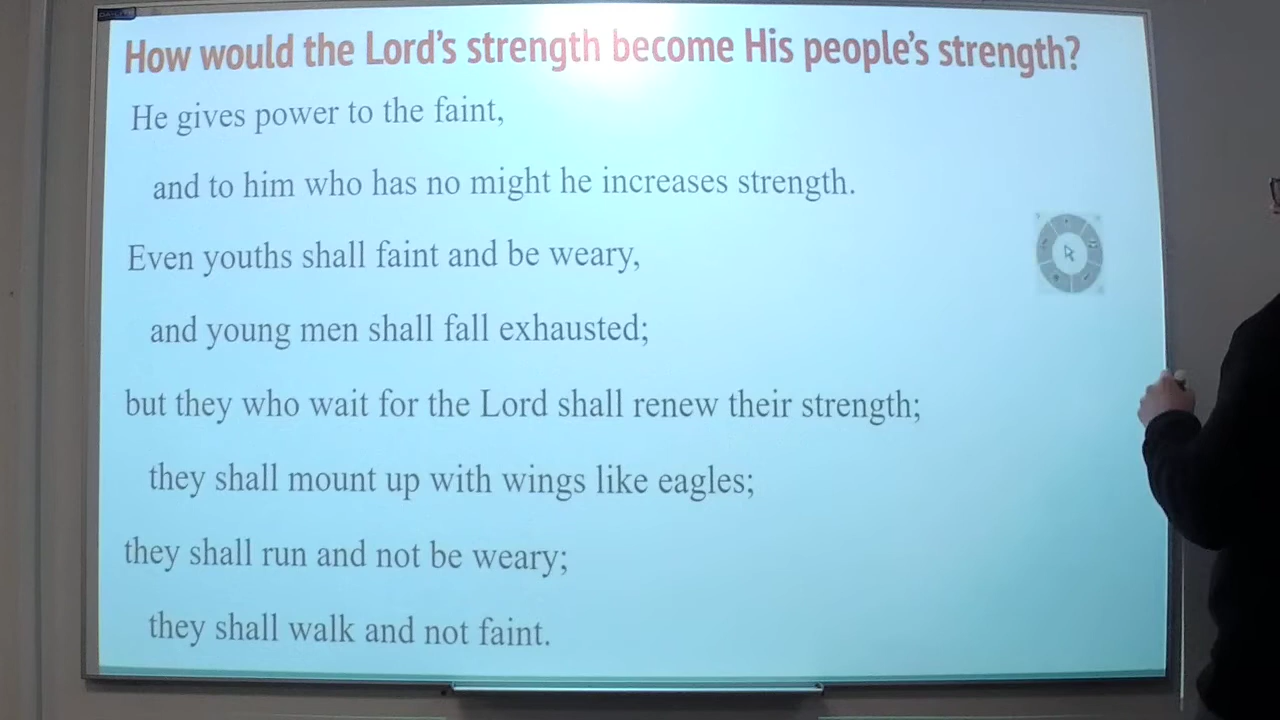 How would the Lord's strength become His people's strength?
He gives power to the faint,
and to him who has no might he increases strength.
Even youths shall faint and be weary,
and young men shall fall exhausted;
but they who wait for the Lord shall renew their strength;
they shall mount up with wings like eagles;
they shall run and not be weary;
they shall walk and not faint.